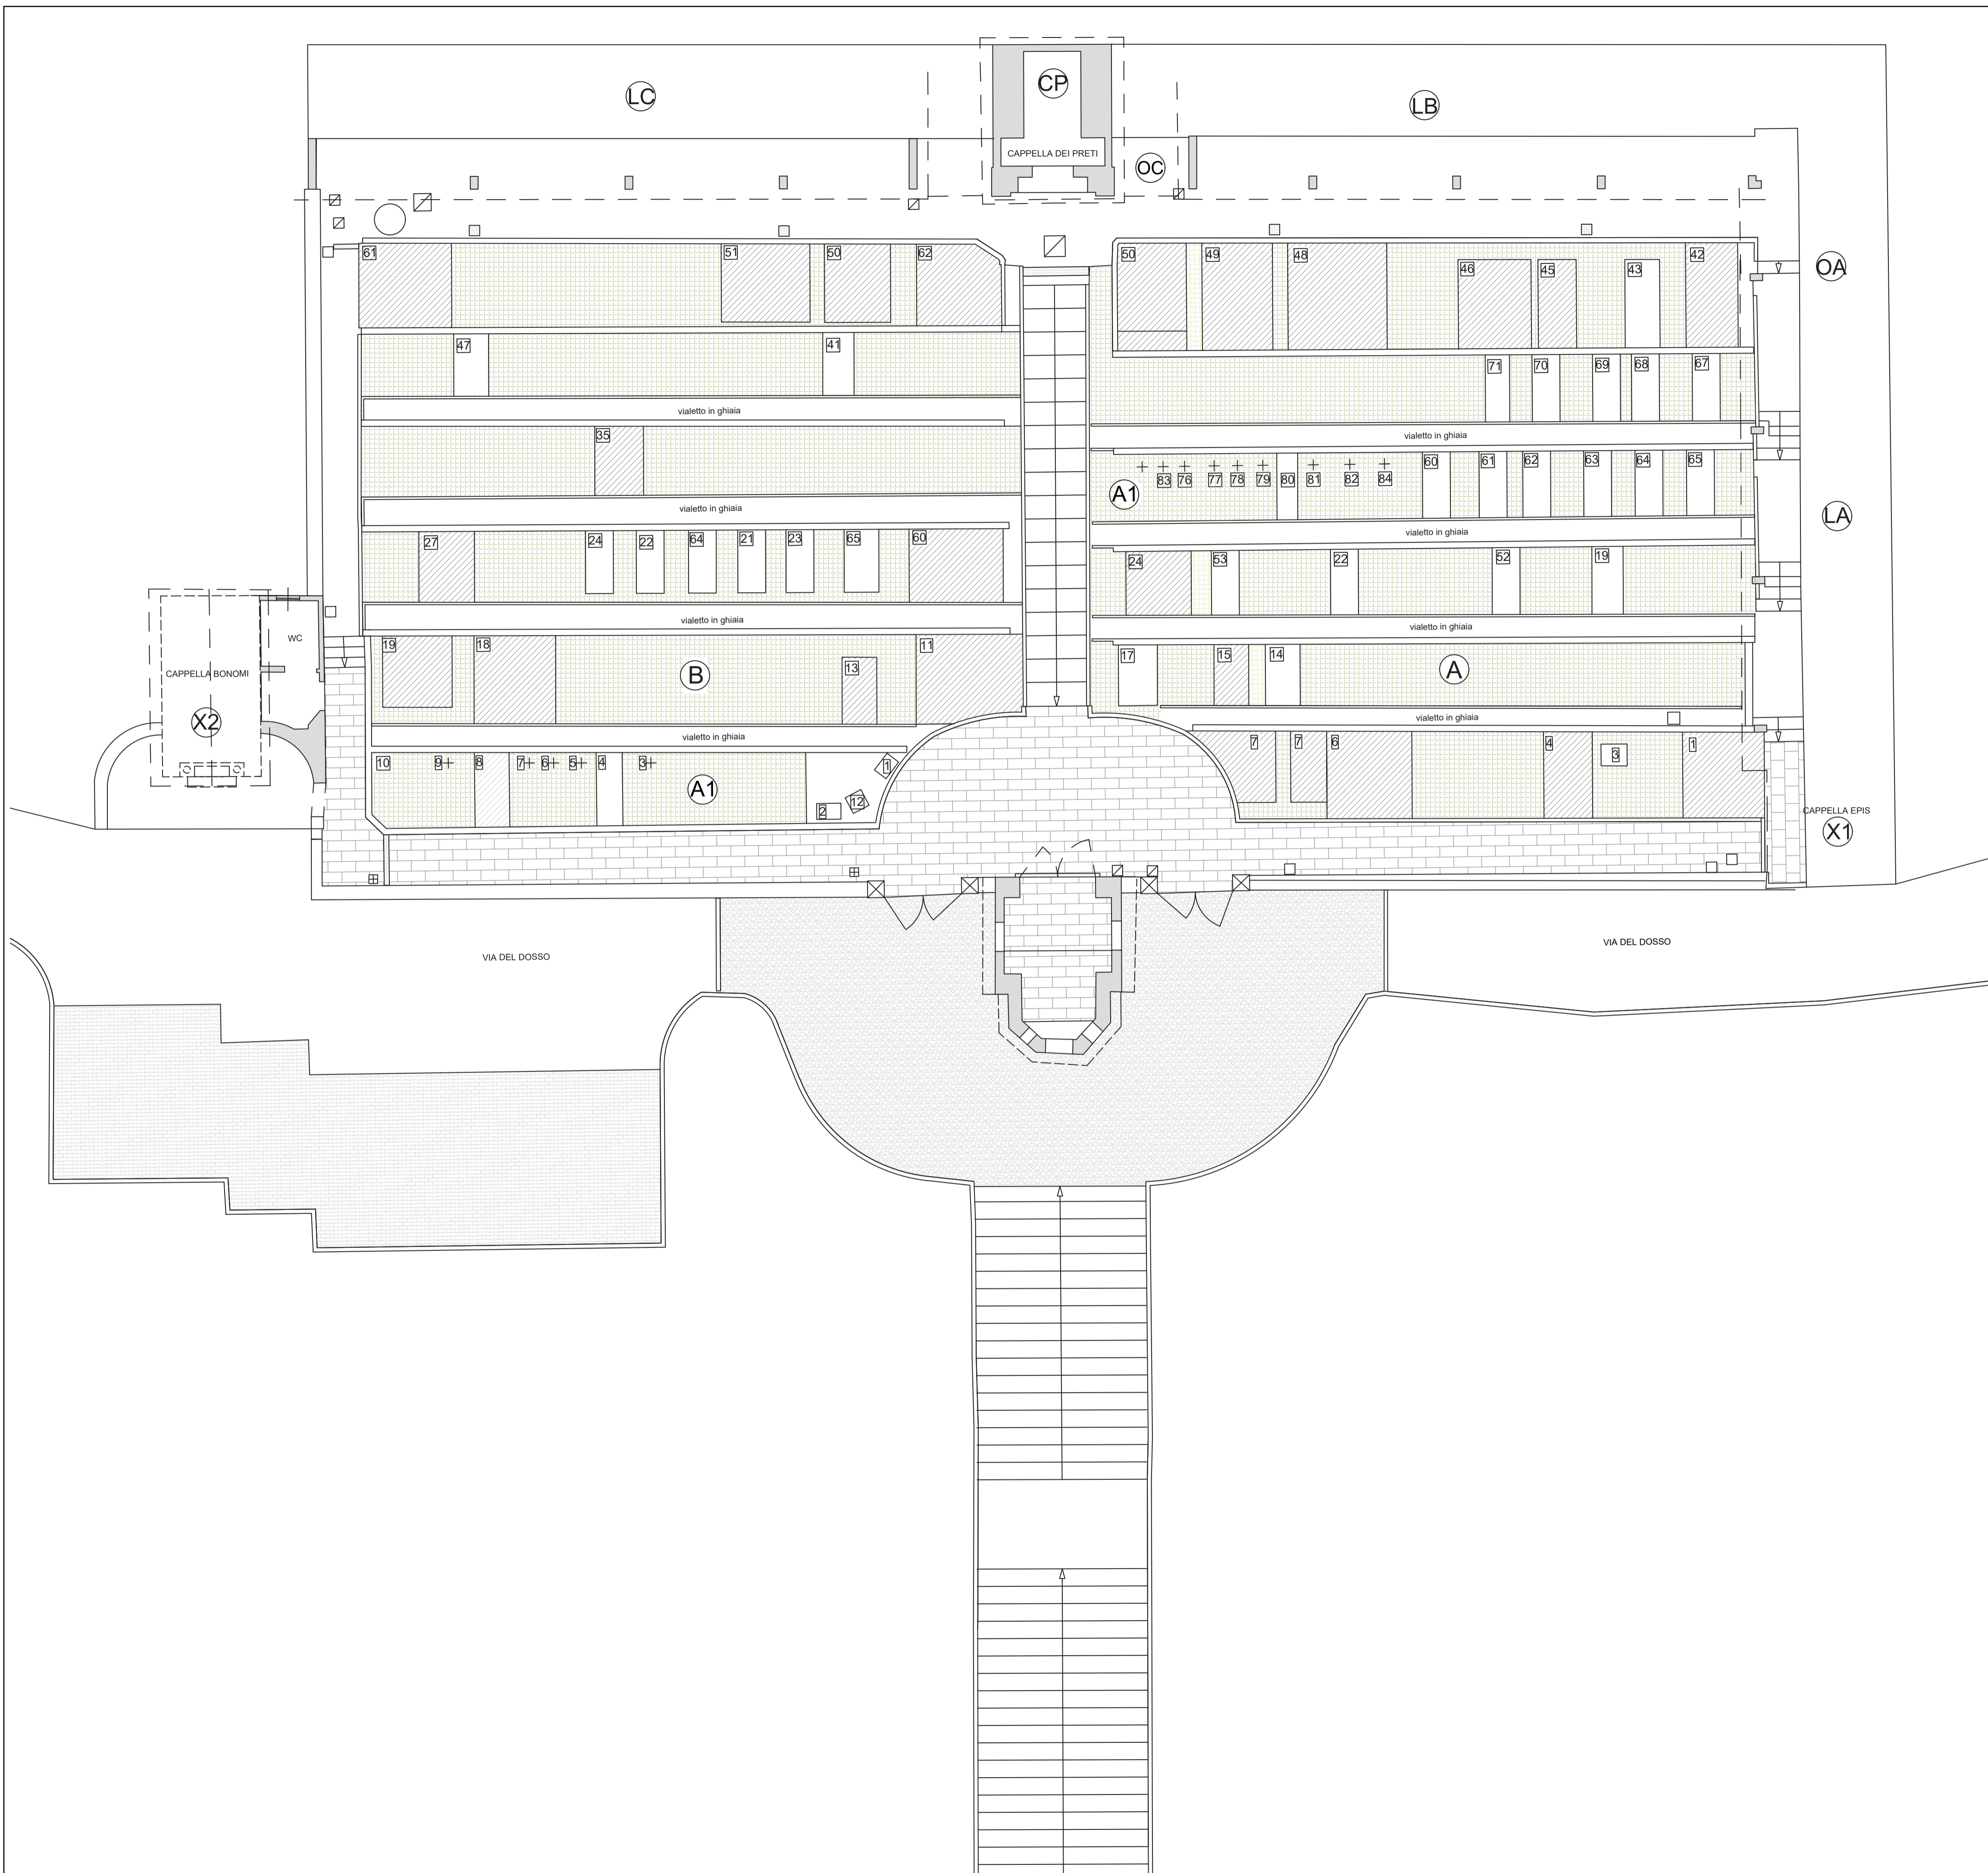 LC
CP
LB
CAPPELLA DEI PRETI
OC
61
51
50
62
50
49
48
46
45
43
42
OA
47
41
71
70
69
68
67
vialetto in ghiaia
vialetto in ghiaia
35
83
76
77
78
79
80
81
82
84
60
61
62
63
64
65
A1
LA
vialetto in ghiaia
vialetto in ghiaia
27
24
22
64
21
23
65
60
24
53
22
52
19
vialetto in ghiaia
vialetto in ghiaia
WC
19
18
B
13
11
17
15
14
A
CAPPELLA BONOMI
X2
vialetto in ghiaia
vialetto in ghiaia
10
9
8
7
6
5
4
3
A1
1
2
12
7
7
6
4
3
1
CAPPELLA EPIS
X1
VIA DEL DOSSO
VIA DEL DOSSO